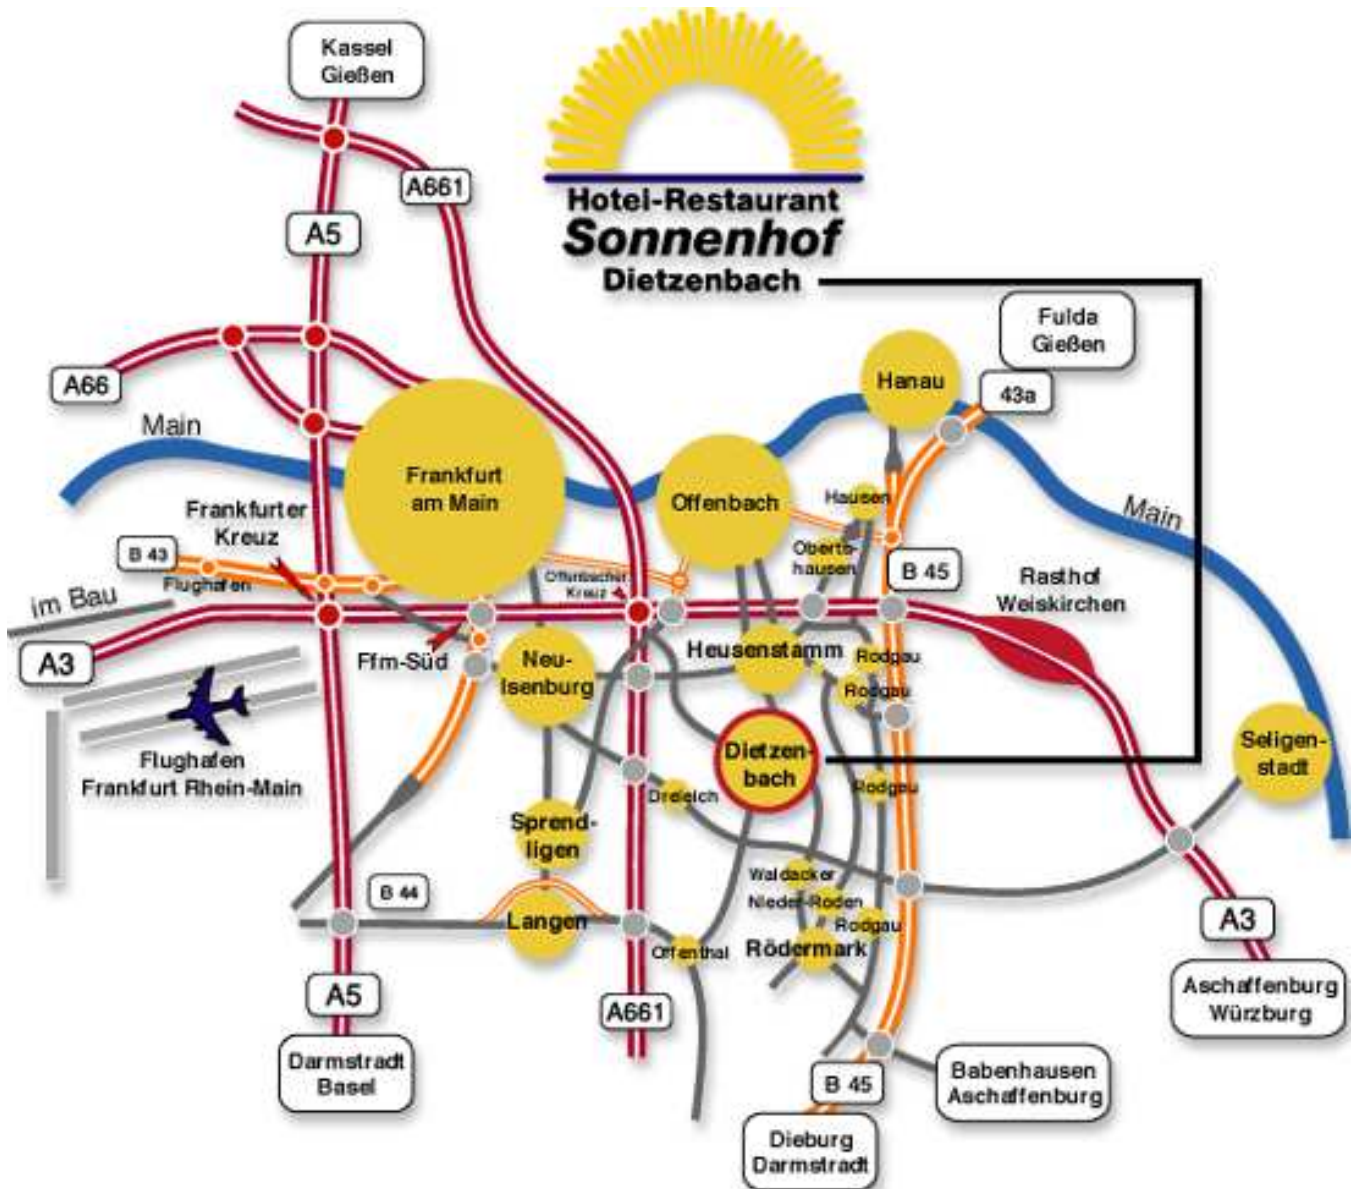 Kassel
Gießen
A661
A5
Hotel-Restaurant
Sonnenhof
Dietzenbach
Fulda
Gießen
Hanau
43a
A66
Main
Frankfurt
am Main
Offenbach
Hausen
Main
Frankfurter
Kreuz
B 43
Flughafen
Offenbacher
Kreuz
Oberts-
hausen
B 45
Rasthof
Weiskirchen
im Bau
A3
Ffm-Süd
Neu-
Isenburg
Heusenstamm
Rodgau
Rodgau
Flughafen
Frankfurt Rhein-Main
Dietzen-
bach
Seligen-
stadt
Dreieich
Rodgau
Sprend-
ligen
Waldacker
B 44
Nieder-Roden
Langen
Rodgau
Offenthal
Rödermark
A3
A5
A661
Aschaffenburg
Würzburg
Darmstradt
Basel
B 45
Babenhausen
Aschaffenburg
Dieburg
Darmstradt